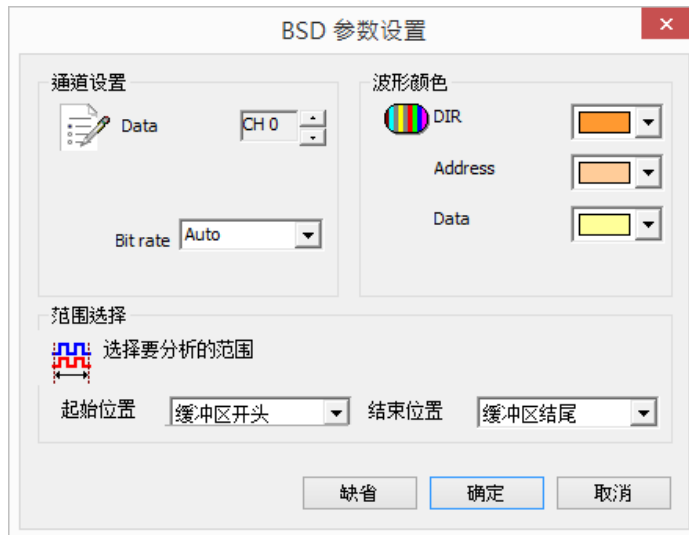 BSD 参数设置
通道设置
Data
CH 0
Bit rate
Auto
波形颜色
DIR
Address
Data
范围选择
选择要分析的范围
起始位置
缓冲区开头
结束位置
缓冲区结尾
缺省
确定
取消